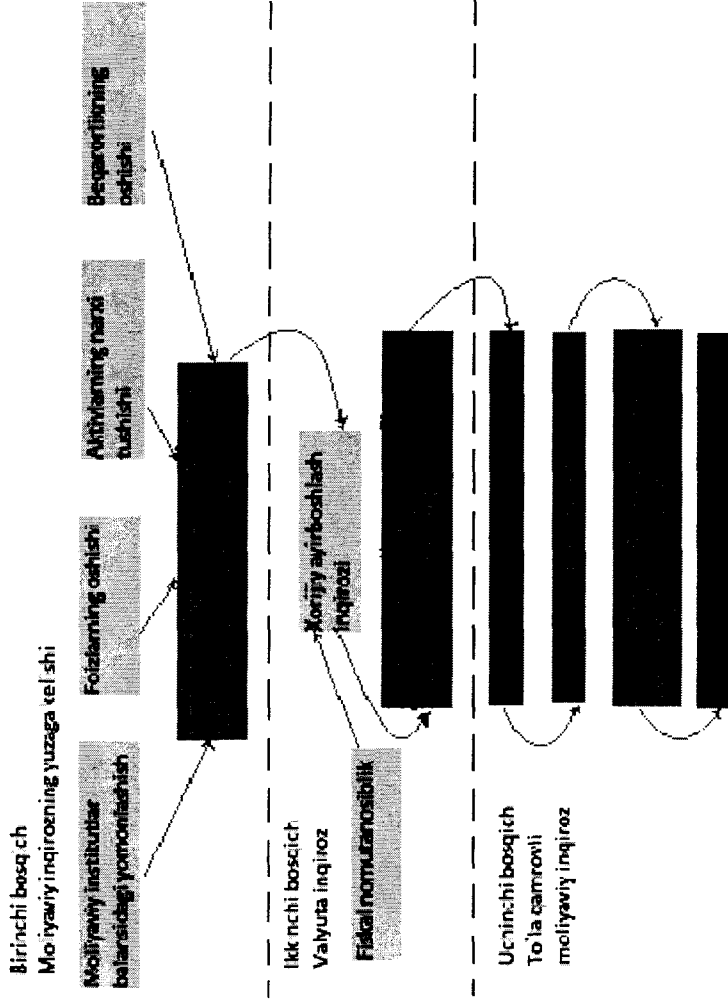 Birinchi bosqich
Moliyaviy inqirozning yuzaga kelishi
Moliyaviy institutlar
balansidagi yomonlashish
Foizlarning oshishi
Aktivlarning narxi
tushishi
Beqarorlikning
oshishi
Ikkinchi bosqich
Valyuta inqiroz
Xorijiy ayirboshlash
inqirozi
Fiskal nomutanosiblik
Uchinchi bosqich
To'la qamrovli
moliyaviy inqiroz